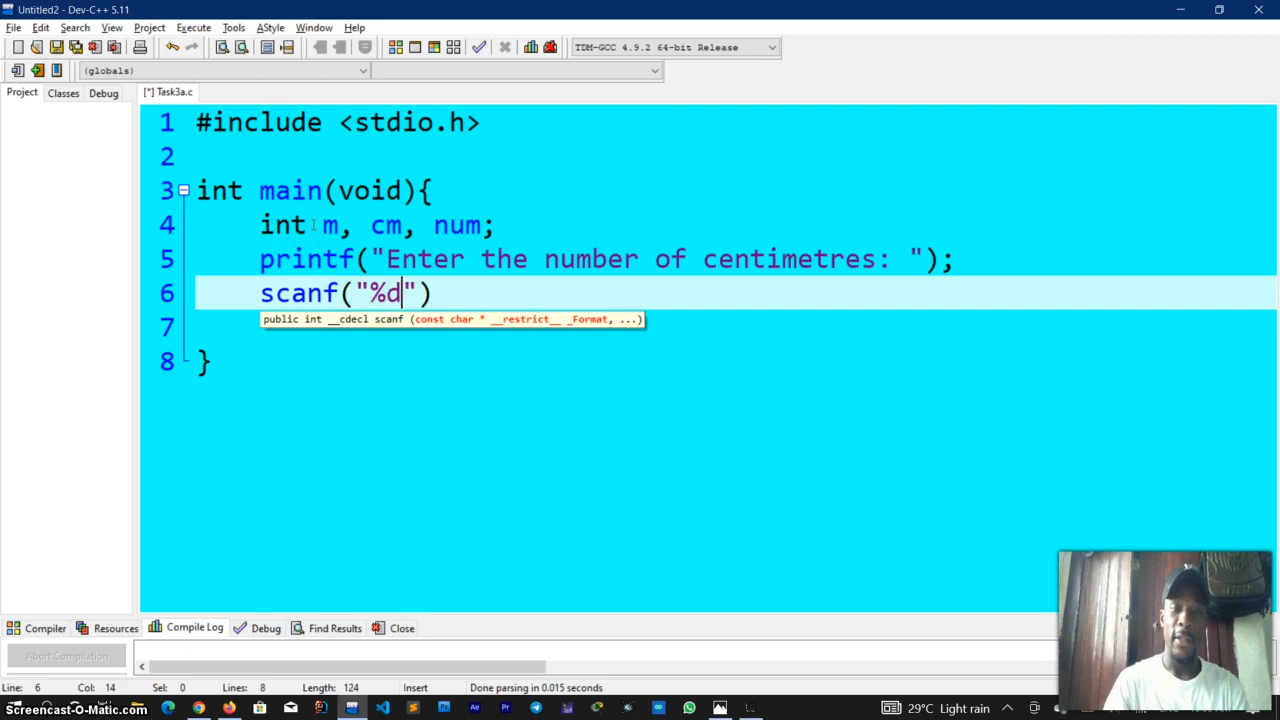 Untitled2 - Dev-C++ 5.11
File Edit Search View Project Execute Tools AStyle Window Help
TDM-GCC 4.9.2 64-bit Release
(globals)
Project Classes Debug [*] Task3a.c
1 #include <stdio.h>
2
3 int main(void){
4 int m, cm, num;
5 printf("Enter the number of centimetres: ");
6 scanf("%d")
public int __cdecl scanf (const char * __restrict__ _Format, ...)
7
8 }
Compiler Resources Compile Log Debug Find Results Close
Abort Compilation
Line: 6 Col: 14 Sel: 0 Lines: 8 Length: 124 Insert Done parsing in 0.015 seconds
Screencast-O-Matic.com
29°C Light rain